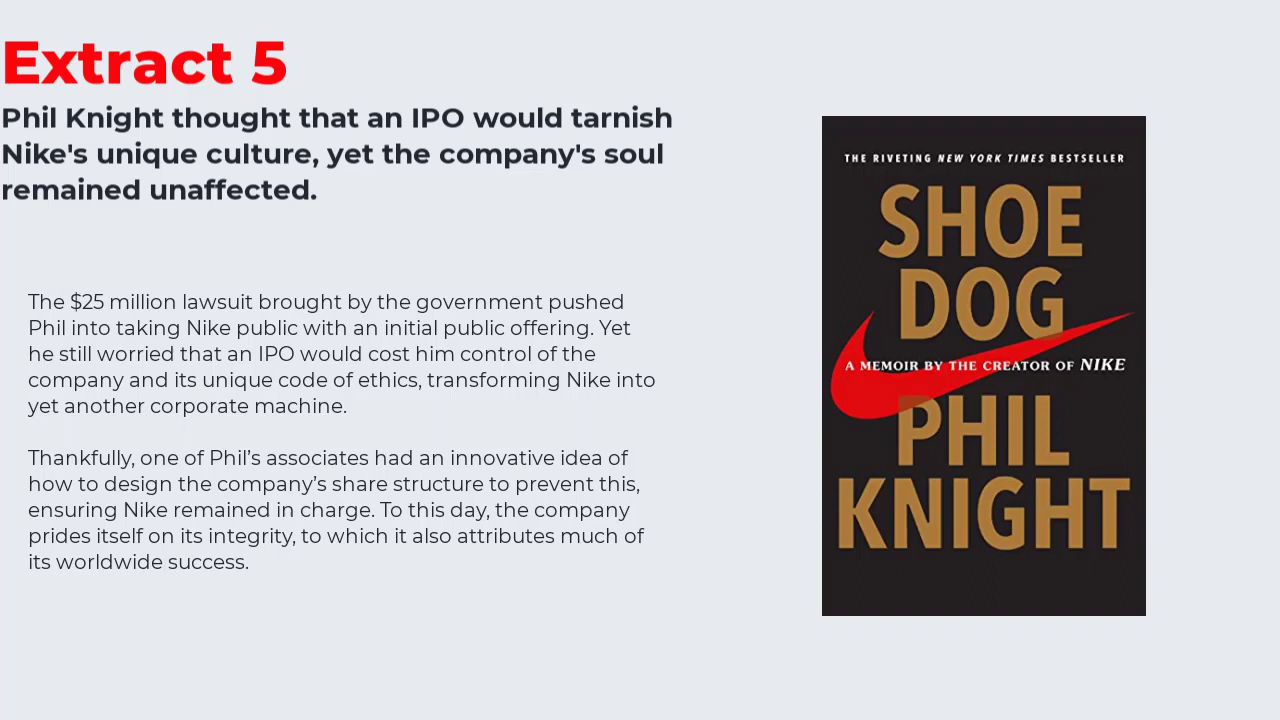 Extract 5
Phil Knight thought that an IPO would tarnish
Nike's unique culture, yet the company's soul
remained unaffected.
The $25 million lawsuit brought by the government pushed
Phil into taking Nike public with an initial public offering. Yet
he still worried that an IPO would cost him control of the
company and its unique code of ethics, transforming Nike into
yet another corporate machine.
Thankfully, one of Phil’s associates had an innovative idea of
how to design the company’s share structure to prevent this,
ensuring Nike remained in charge. To this day, the company
prides itself on its integrity, to which it also attributes much of
its worldwide success.
THE RIVETING NEW YORK TIMES BESTSELLER
SHOE
DOG
A MEMOIR BY THE CREATOR OF NIKE
PHIL
KNIGHT